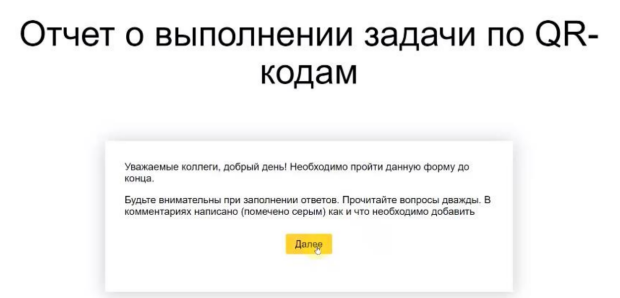 Отчет о выполнении задачи по QR-
кодам
Уважаемые коллеги, добрый день! Необходимо пройти данную форму до
конца.
Будьте внимательны при заполнении ответов. Прочитайте вопросы дважды. В
комментариях написано (помечено серым) как и что необходимо добавить
Далее